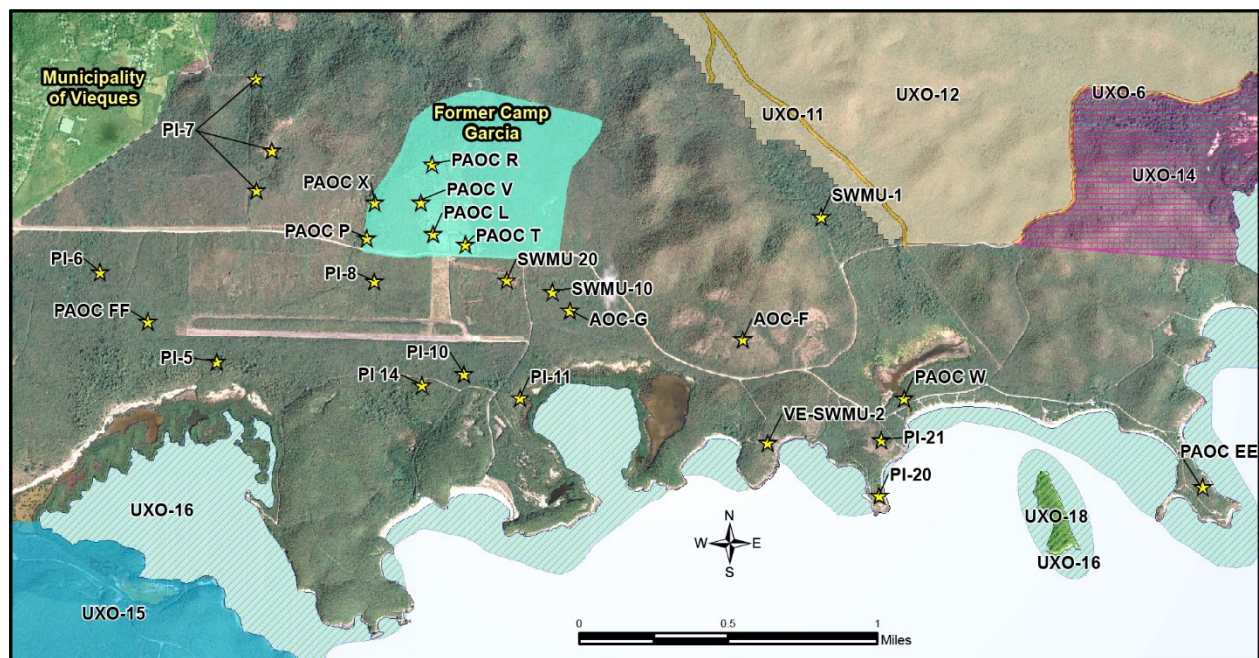 Municipality
of Vieques
PI-7
Former Camp
Garcia
PAOC R
PAOC X
PAOC V
PAOC L
PAOC P
PAOC T
UXO-11
UXO-12
UXO-6
UXO-14
SWMU-1
PI-6
PI-8
SWMU 20
SWMU-10
AOC-G
PAOC FF
AOC-F
PI-5
PI-10
PI 14
PI-11
PAOC W
VE-SWMU-2
PI-21
PAOC EE
PI-20
UXO-16
UXO-18
UXO-16
UXO-15
N
W E
S
0 0.5 1
Miles